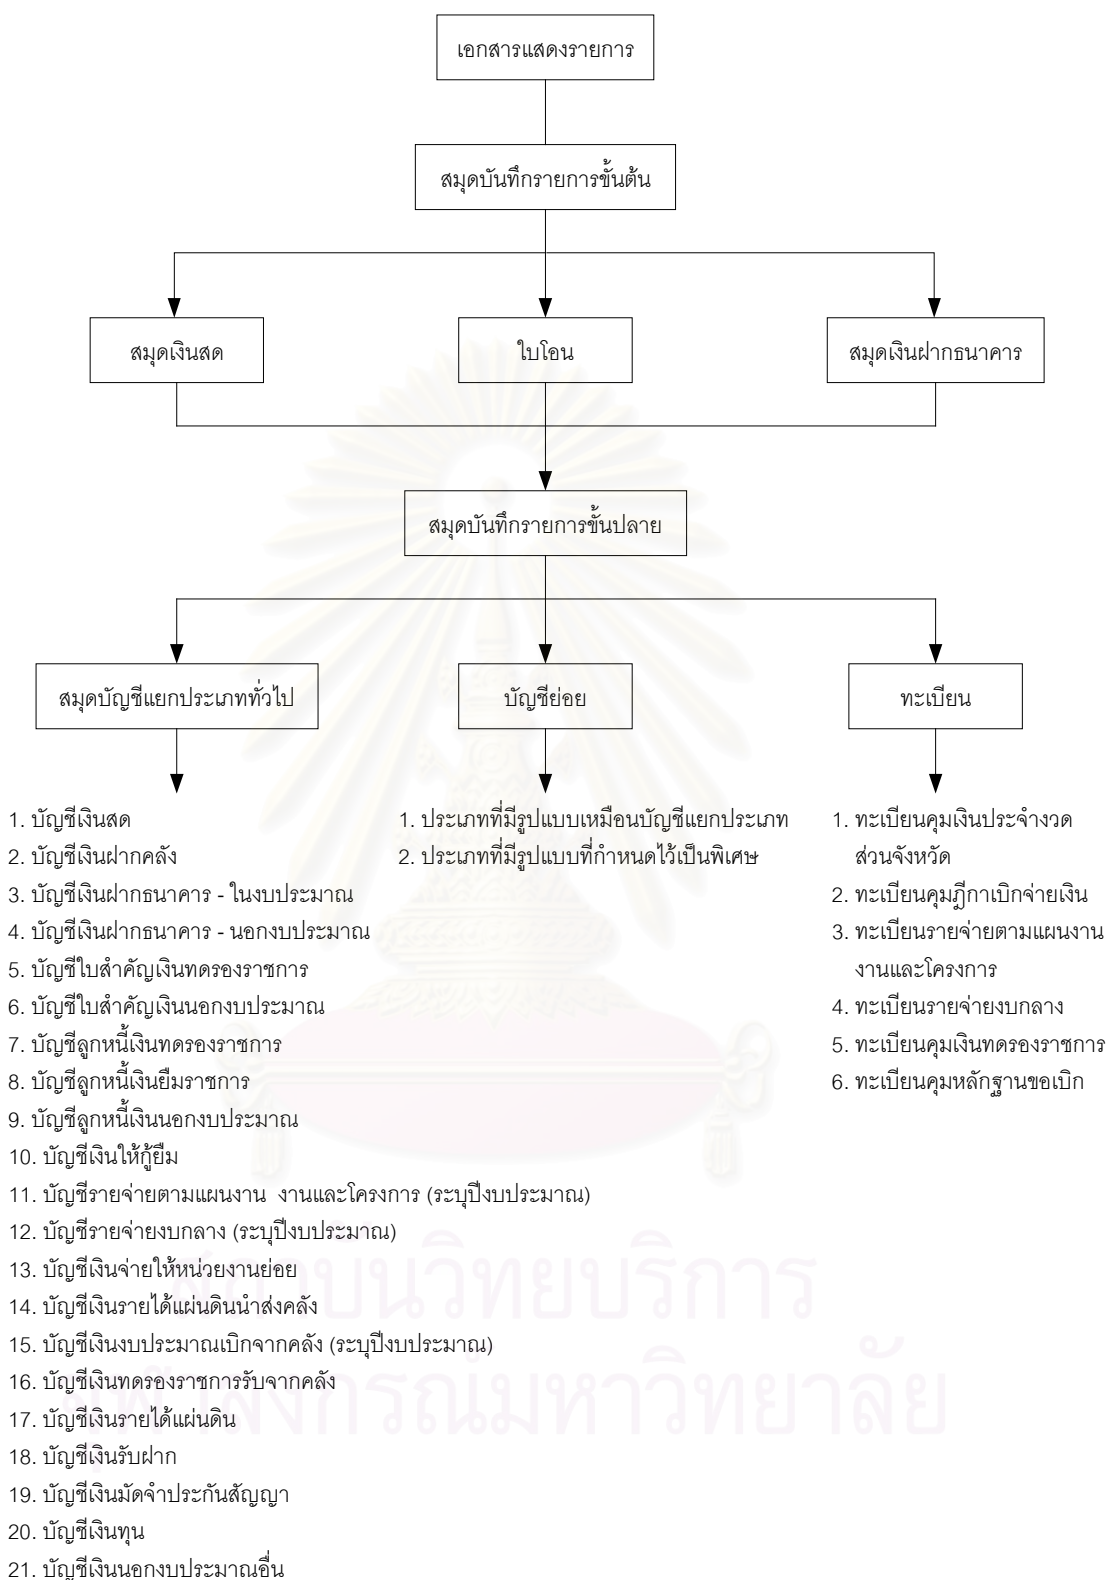 เอกสารแสดงรายการ
สมุดบันทึกรายการขั้นต้น
สมุดเงินสด
ใบโอน
สมุดเงินฝากธนาคาร
สมุดบันทึกรายการขั้นปลาย
สมุดบัญชีแยกประเภททั่วไป
บัญชีย่อย
ทะเบียน
1. บัญชีเงินสด
2. บัญชีเงินฝากคลัง
3. บัญชีเงินฝากธนาคาร - ในงบประมาณ
4. บัญชีเงินฝากธนาคาร - นอกงบประมาณ
5. บัญชีใบสำคัญเงินทดรองราชการ
6. บัญชีใบสำคัญเงินนอกงบประมาณ
7. บัญชีลูกหนี้เงินทดรองราชการ
8. บัญชีลูกหนี้เงินยืมราชการ
9. บัญชีลูกหนี้เงินนอกงบประมาณ
10. บัญชีเงินให้กู้ยืม
11. บัญชีรายจ่ายตามแผนงาน งานและโครงการ (ระบุปีงบประมาณ)
12. บัญชีรายจ่ายงบกลาง (ระบุปีงบประมาณ)
13. บัญชีเงินจ่ายให้หน่วยงานย่อย
14. บัญชีเงินรายได้แผ่นดินนำส่งคลัง
15. บัญชีเงินงบประมาณเบิกจากคลัง (ระบุปีงบประมาณ)
16. บัญชีเงินทดรองราชการรับจากคลัง
17. บัญชีเงินรายได้แผ่นดิน
18. บัญชีเงินรับฝาก
19. บัญชีเงินมัดจำประกันสัญญา
20. บัญชีเงินทุน
21. บัญชีเงินนอกงบประมาณอื่น
1. ประเภทที่มีรูปแบบเหมือนบัญชีแยกประเภท
2. ประเภทที่มีรูปแบบที่กำหนดไว้เป็นพิเศษ
1. ทะเบียนคุมเงินประจำงวด
ส่วนจังหวัด
2. ทะเบียนคุมฎีกาเบิกจ่ายเงิน
3. ทะเบียนรายจ่ายตามแผนงาน
งานและโครงการ
4. ทะเบียนรายจ่ายงบกลาง
5. ทะเบียนคุมเงินทดรองราชการ
6. ทะเบียนคุมหลักฐานขอเบิก
สถาบันวิทยบริการ
จุฬาลงกรณ์มหาวิทยาลัย